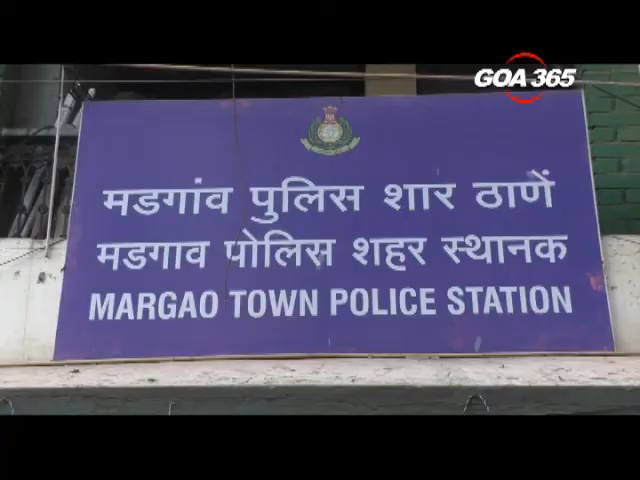 GOA 365
मडगांव पुलिस शार ठाणें
मडगाव पोलिस शहर स्थानक
MARGAO TOWN POLICE STATION